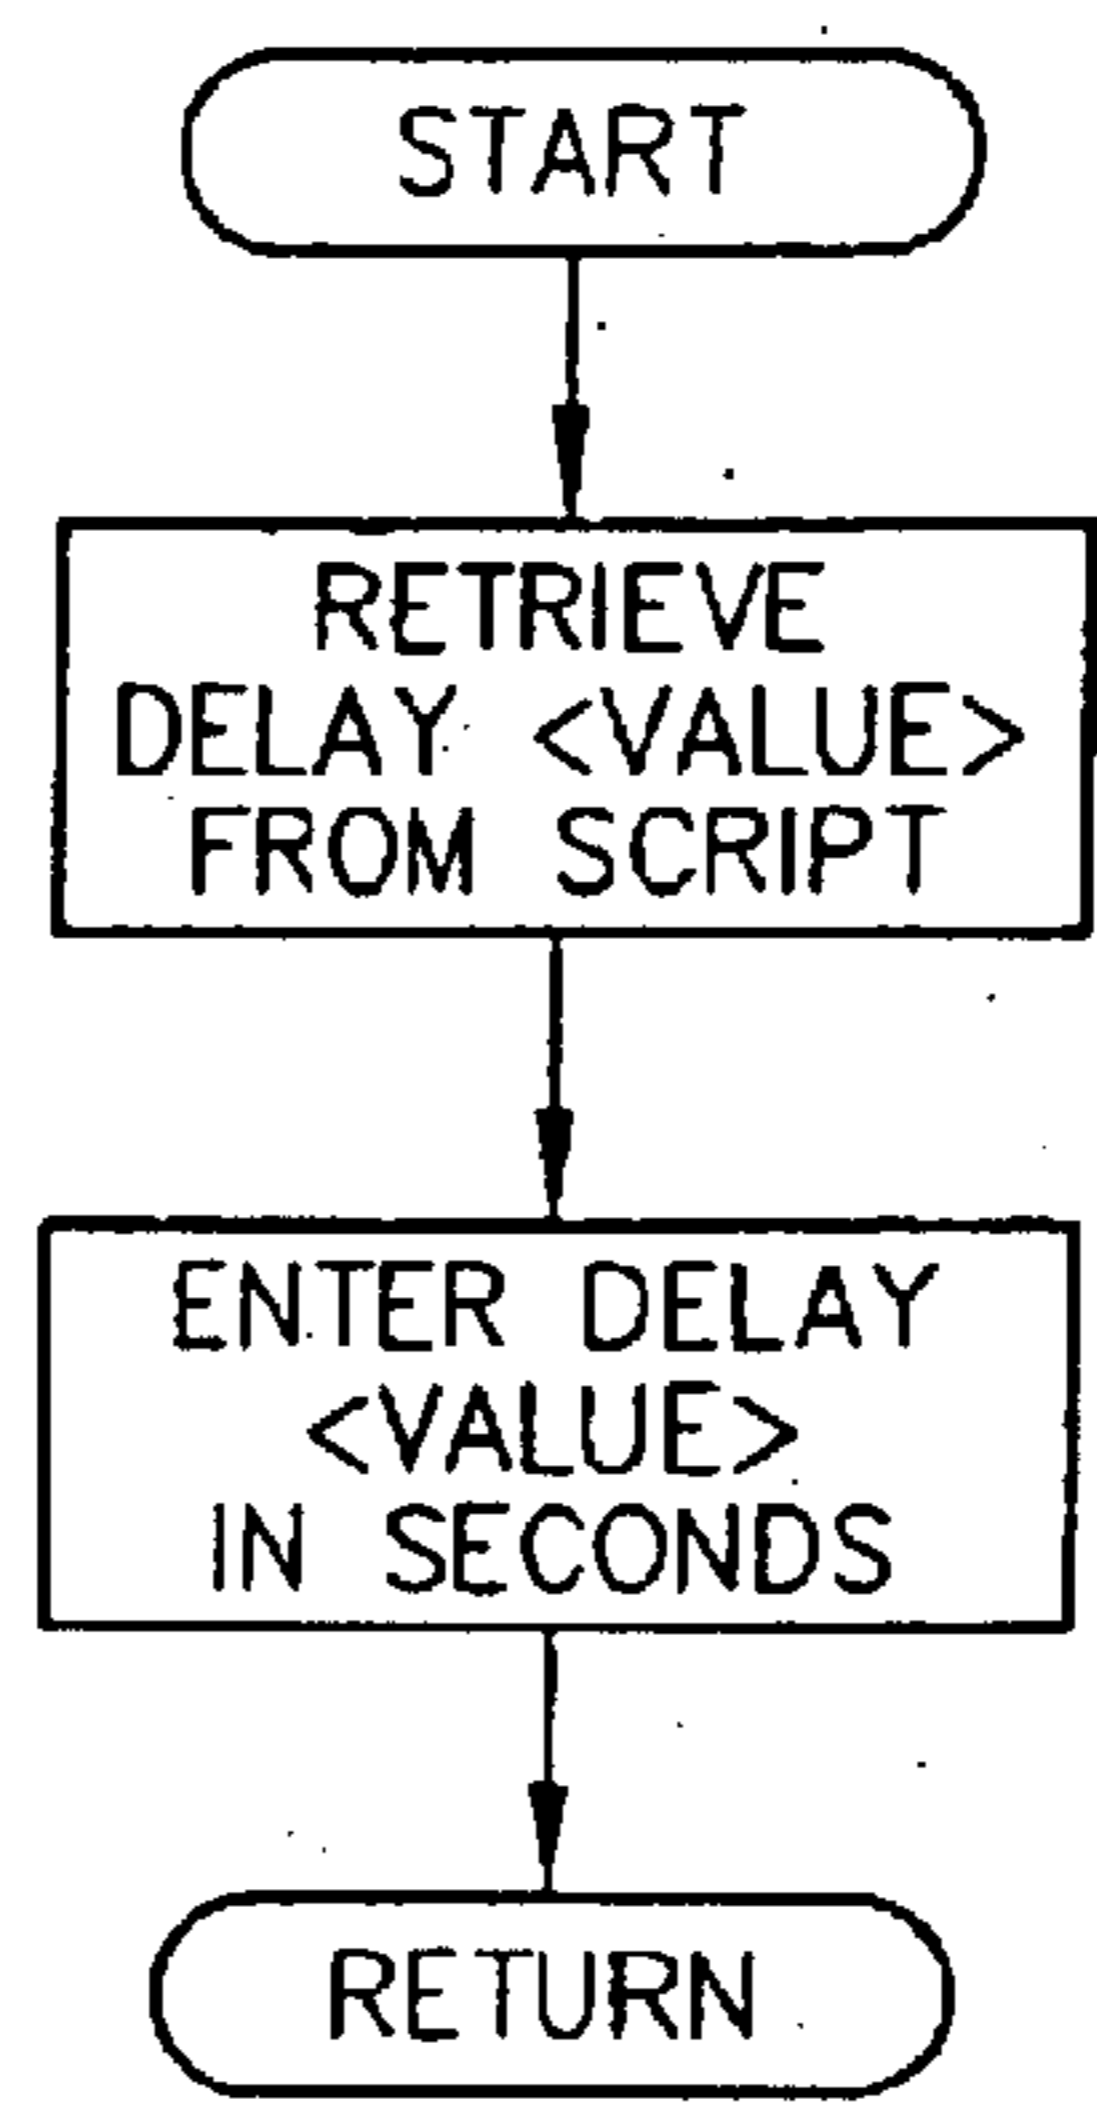 START
RETRIEVE
DELAY <VALUE>
FROM SCRIPT
ENTER DELAY
<VALUE>
IN SECONDS
RETURN